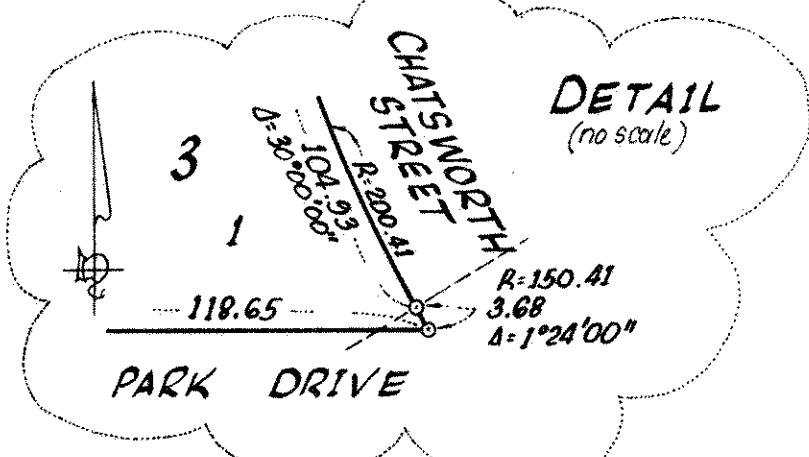 DETAIL
(no scale)
CHATSWORTH
STREET
3
1
Δ=30°00'00"
104.93
R=200.41
R=150.41
3.68
Δ=1°24'00"
118.65
PARK DRIVE